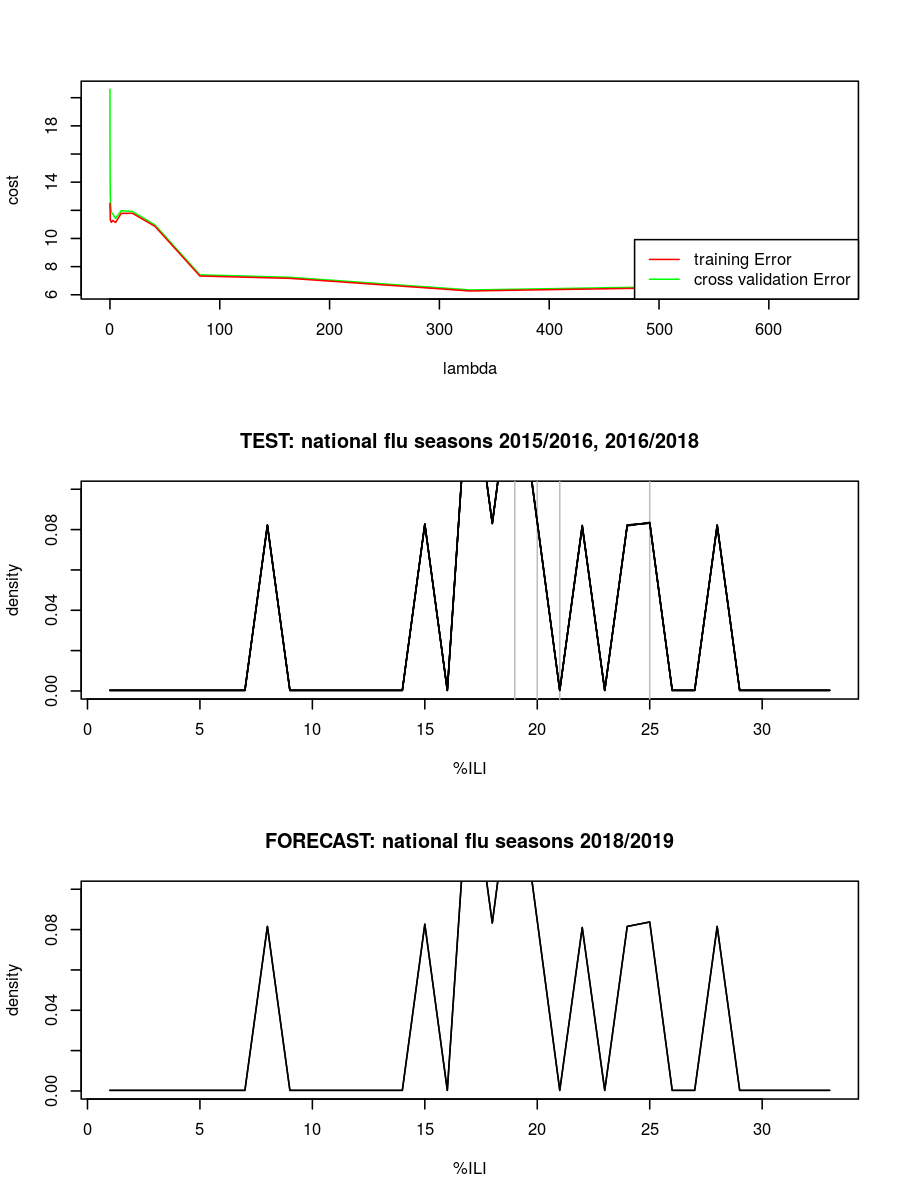 cost
18
14
10
8
6
training Error
cross validation Error
0 100 200 300 400 500 600
lambda
TEST: national flu seasons 2015/2016, 2016/2018
density
0.08
0.04
0.00
0 5 10 15 20 25 30
%ILI
FORECAST: national flu seasons 2018/2019
density
0.08
0.04
0.00
0 5 10 15 20 25 30
%ILI